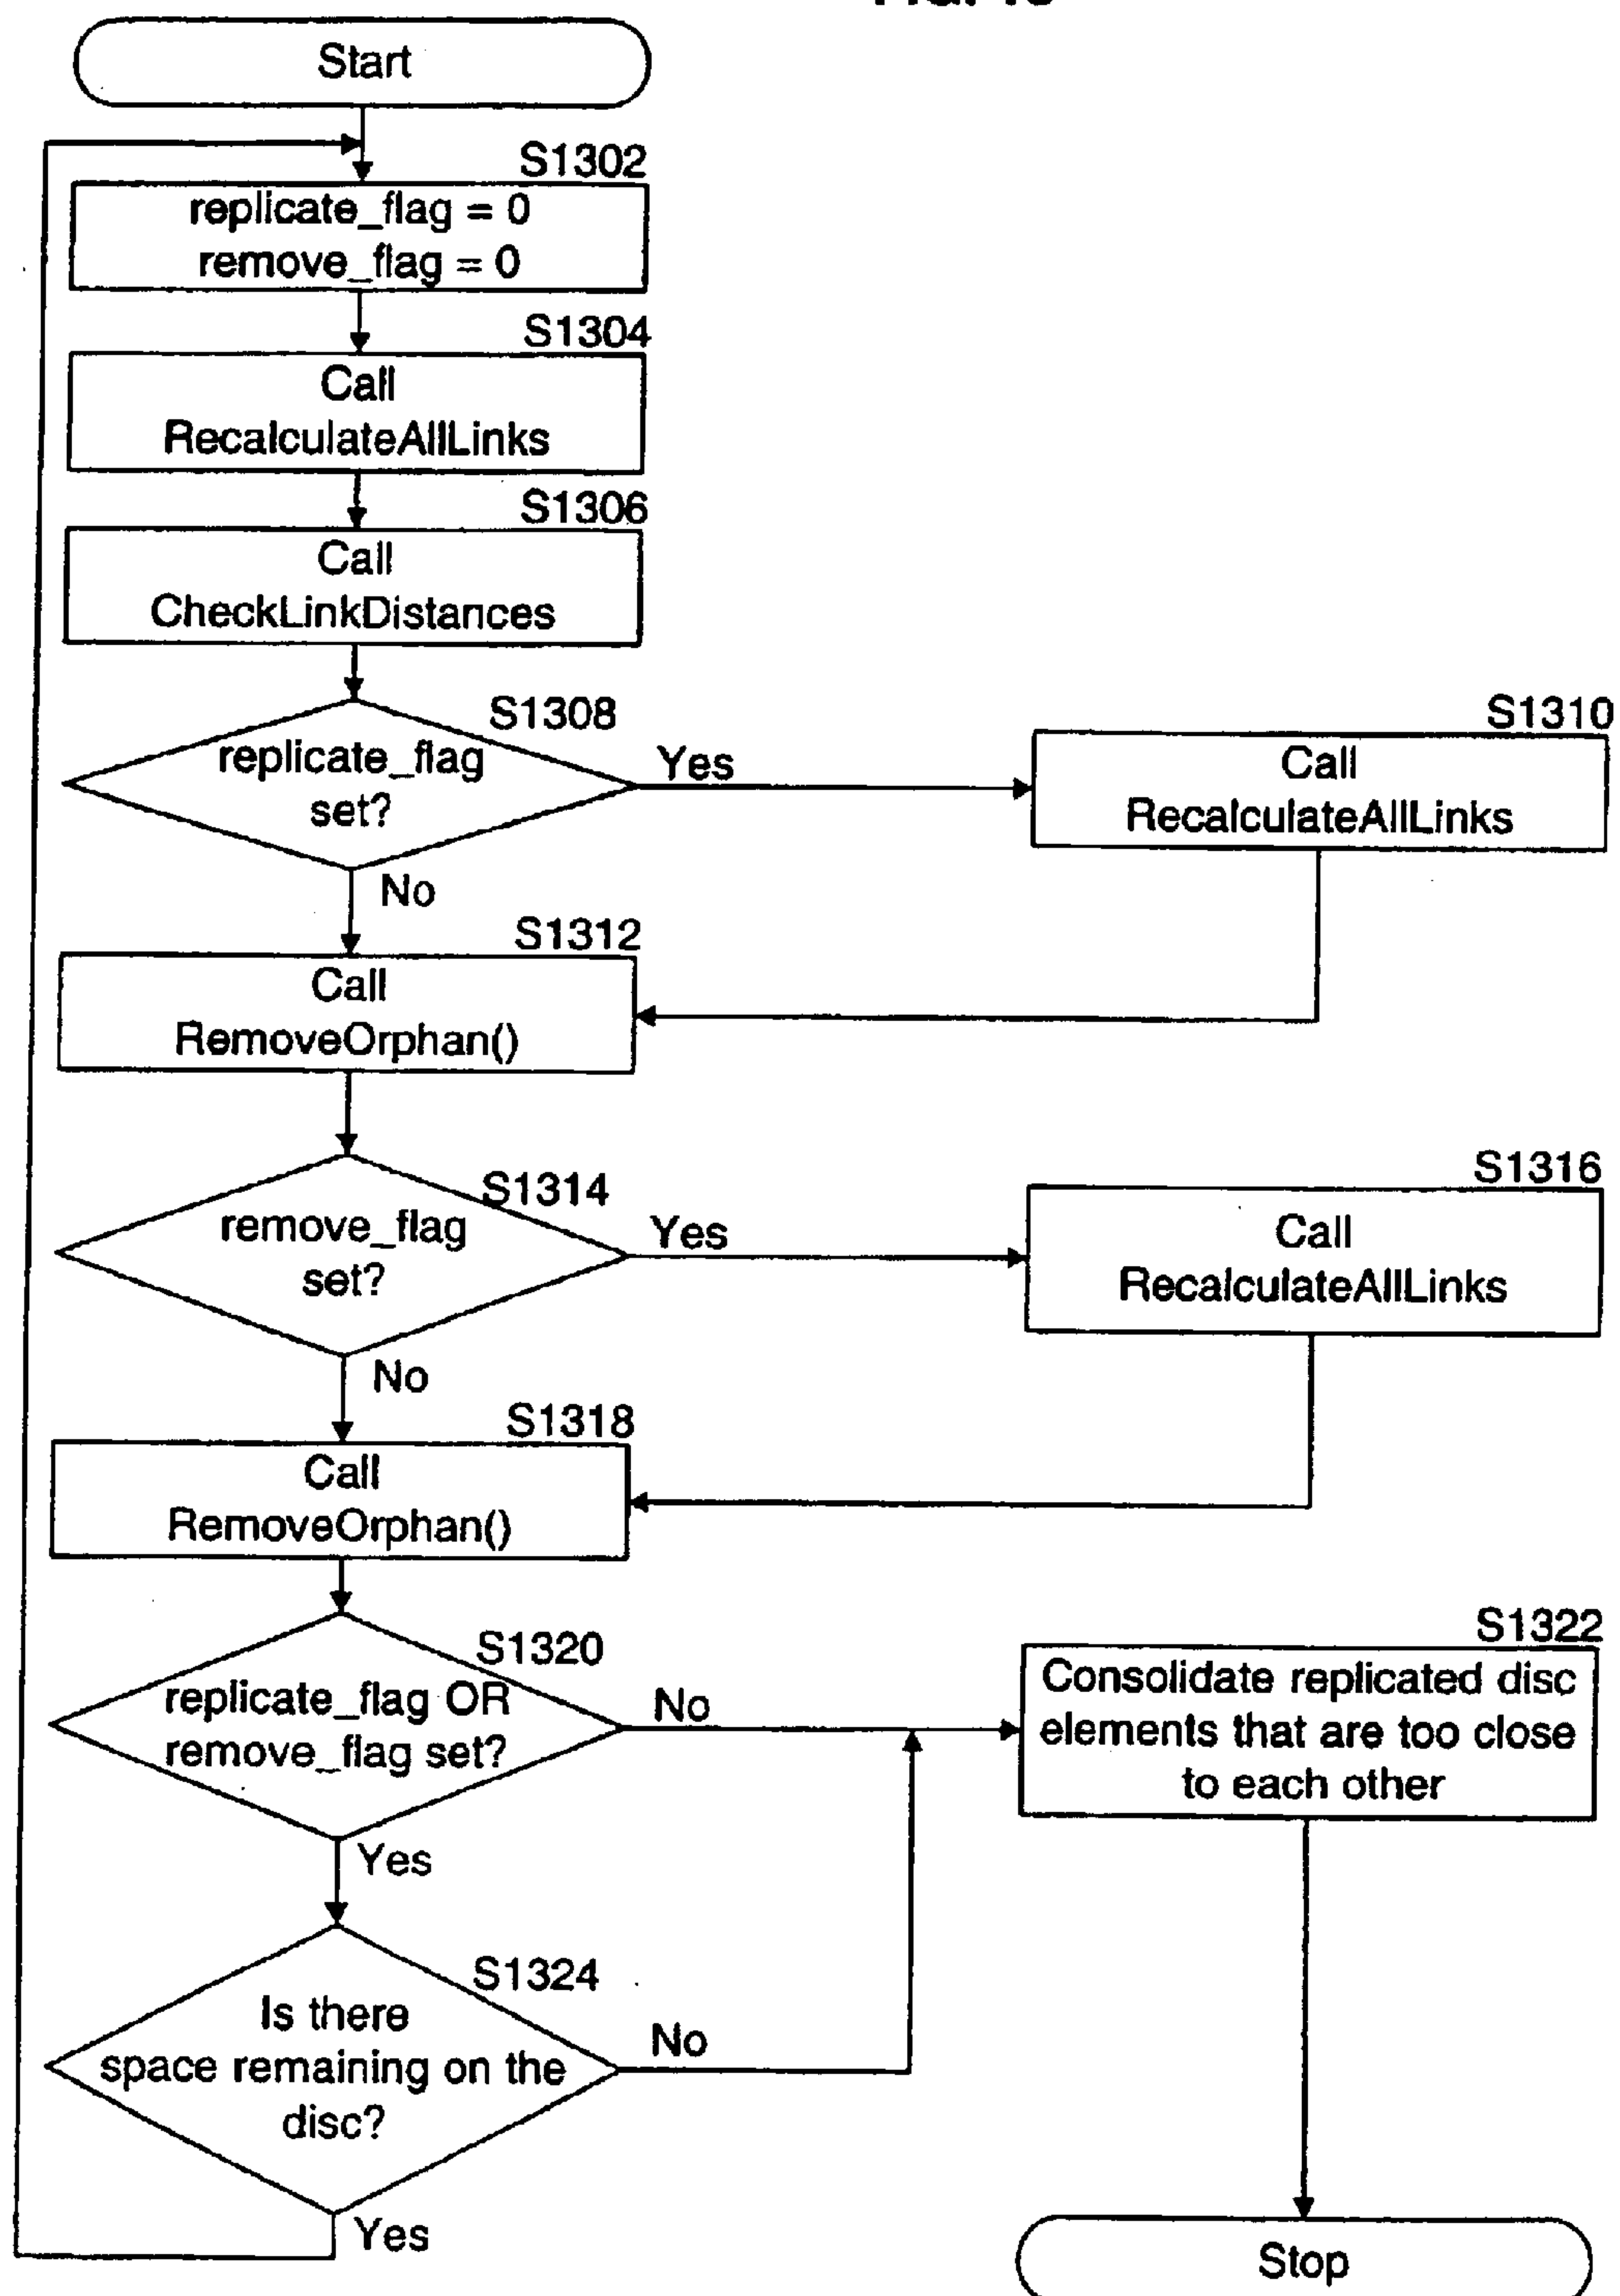 Start
S1302
replicate_flag = 0
remove_flag = 0
S1304
Call
RecalculateAllLinks
S1306
Call
CheckLinkDistances
S1308
replicate_flag
set?
Yes
S1310
Call
RecalculateAllLinks
No
S1312
Call
RemoveOrphan()
S1314
remove_flag
set?
Yes
S1316
Call
RecalculateAllLinks
No
S1318
Call
RemoveOrphan()
S1320
replicate_flag OR
remove_flag set?
No
S1322
Consolidate replicated disc
elements that are too close
to each other
Yes
S1324
Is there
space remaining on the
disc?
No
Yes
Stop